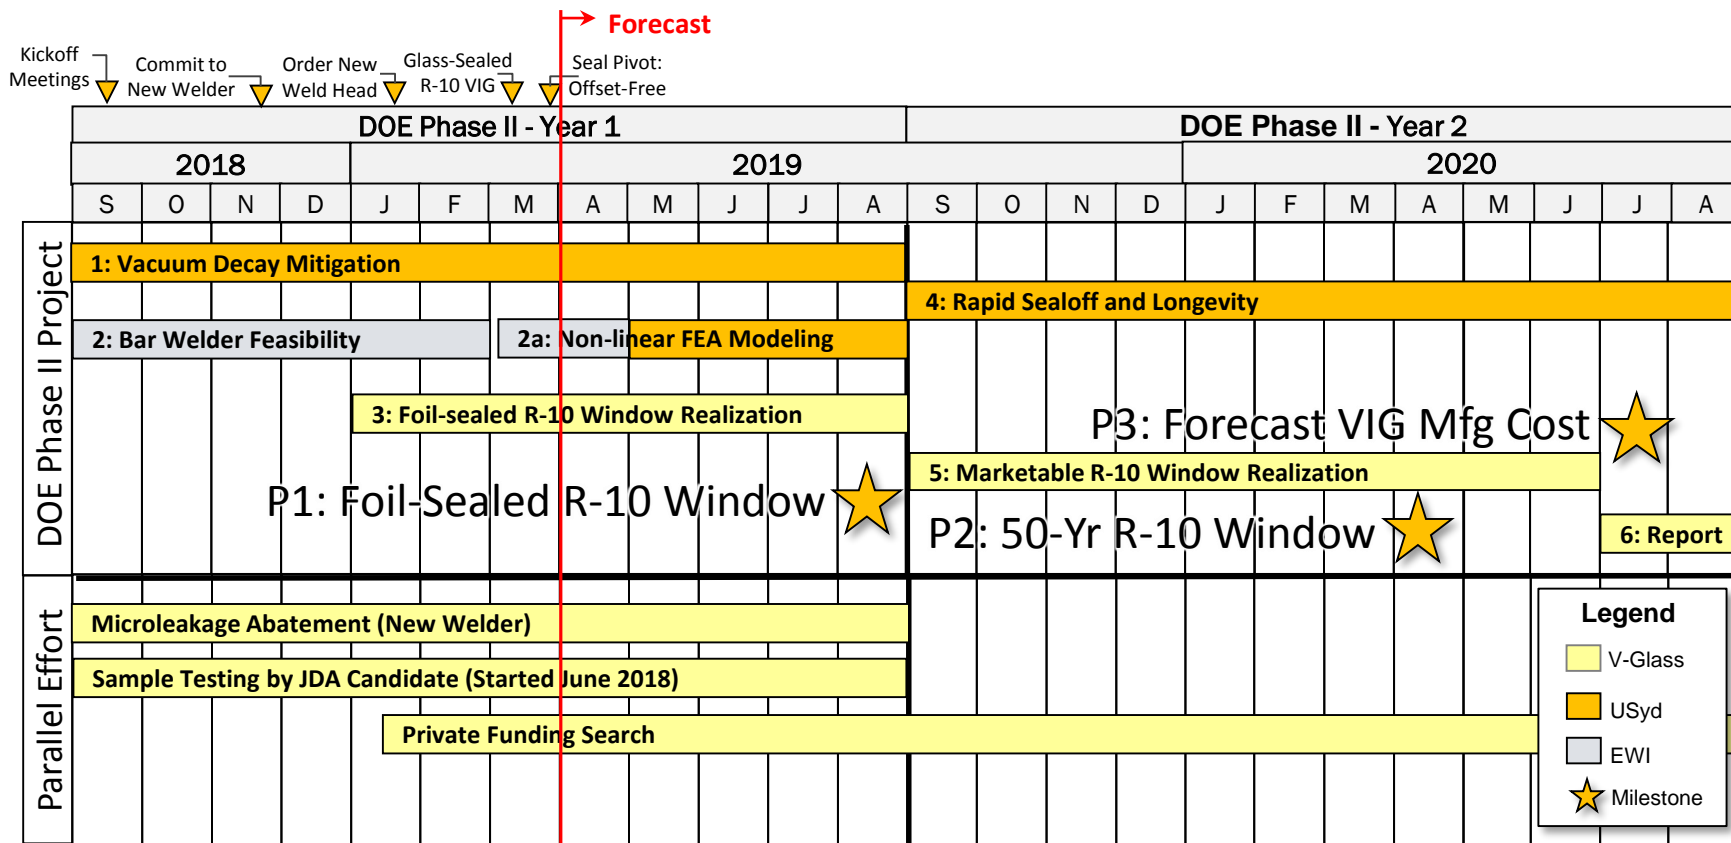 Forecast
Kickoff
Meetings
Commit to
New Welder
Order New
Weld Head
Glass-Sealed
R-10 VIG
Seal Pivot:
Offset-Free
DOE Phase II - Year 1
DOE Phase II - Year 2
2018
2019
2020
S O N D J F M A M J J A S O N D J F M A M J J A
DOE Phase II Project
1: Vacuum Decay Mitigation
4: Rapid Sealoff and Longevity
2: Bar Welder Feasibility
2a: Non-linear FEA Modeling
3: Foil-sealed R-10 Window Realization
P3: Forecast VIG Mfg Cost
5: Marketable R-10 Window Realization
P1: Foil-Sealed R-10 Window
P2: 50-Yr R-10 Window
6: Report
Parallel Effort
Microleakage Abatement (New Welder)
Sample Testing by JDA Candidate (Started June 2018)
Private Funding Search
Legend
V-Glass
USyd
EWI
Milestone